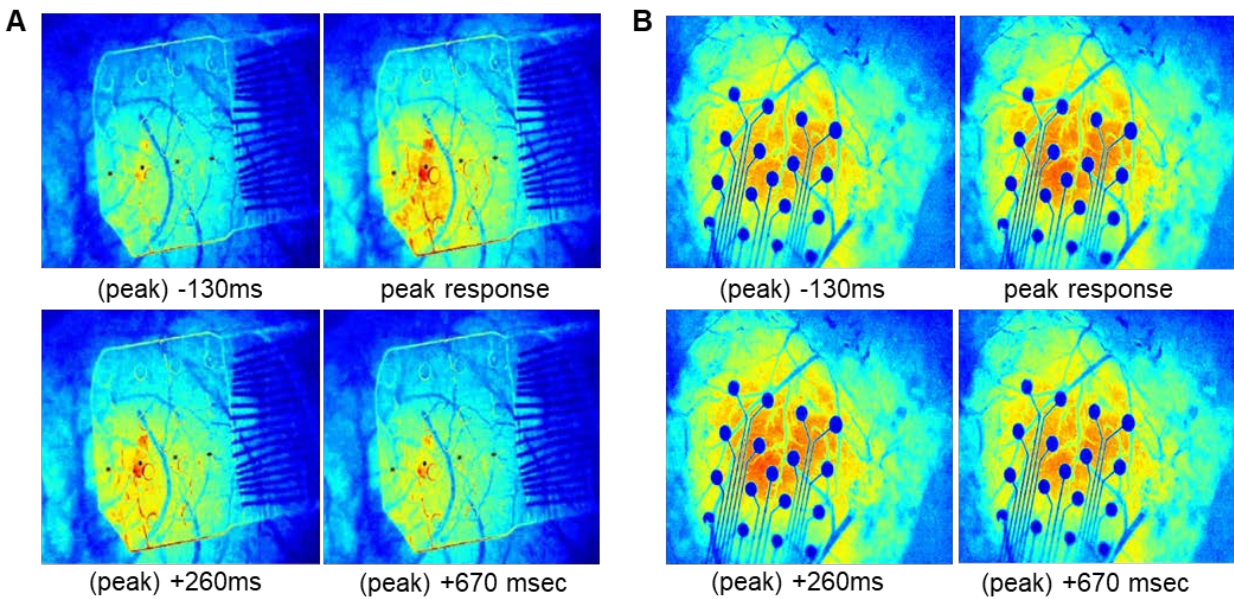 A
B
(peak) -130ms
peak response
(peak) -130ms
peak response
(peak) +260ms
(peak) +670 msec
(peak) +260ms
(peak) +670 msec